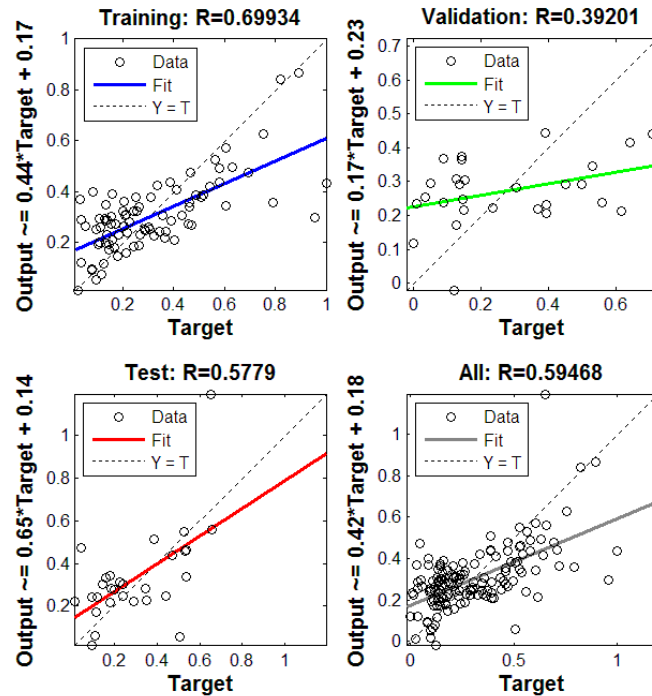 Training: R=0.69934
Output ~= 0.44*Target + 0.17
1
0.8
0.6
0.4
0.2
Data
Fit
Y = T
0.2 0.4 0.6 0.8 1
Target
Validation: R=0.39201
Output ~= 0.17*Target + 0.23
0.7
0.6
0.5
0.4
0.3
0.2
0.1
0
Data
Fit
Y = T
0 0.2 0.4 0.6
Target
Test: R=0.5779
Output ~= 0.65*Target + 0.14
1
0.8
0.6
0.4
0.2
Data
Fit
Y = T
0.2 0.4 0.6 0.8 1
Target
All: R=0.59468
Output ~= 0.42*Target + 0.18
1
0.8
0.6
0.4
0.2
0
Data
Fit
Y = T
0 0.5 1
Target